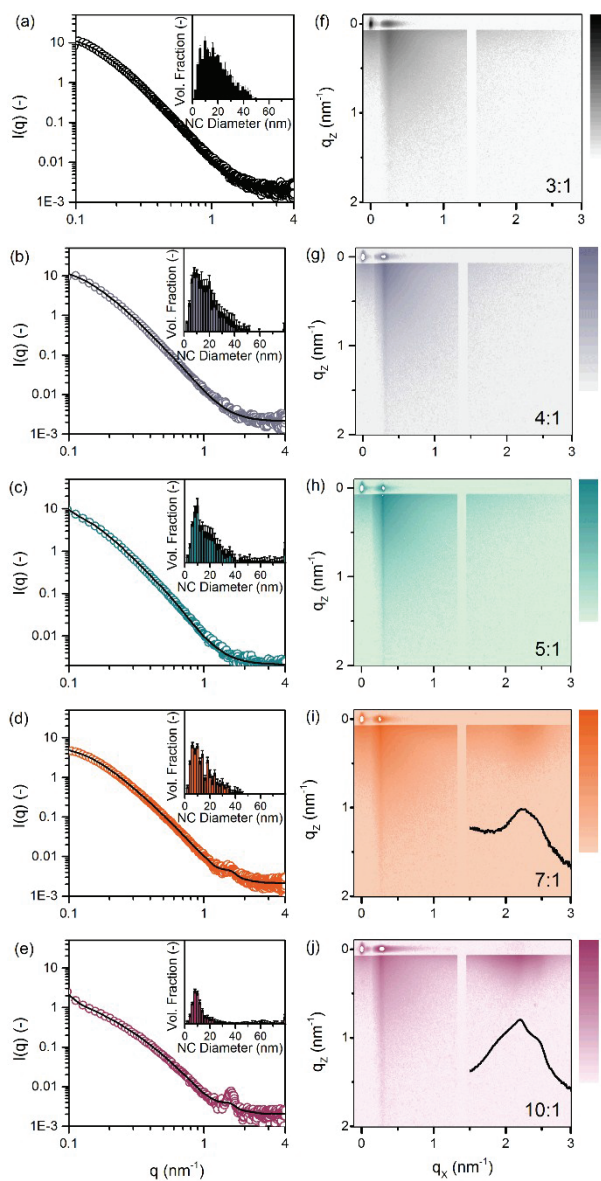 (a)
I(q) (-)
10
1
0.1
0.01
1E-3
0.1
1
4
Vol. Fraction (-)
0 20 40 60
NC Diameter (nm)
(f)
q_z (nm⁻¹)
0
1
2
0 1 2 3
3:1
(b)
I(q) (-)
10
1
0.1
0.01
1E-3
0.1
1
4
Vol. Fraction (-)
0 20 40 60
NC Diameter (nm)
(g)
q_z (nm⁻¹)
0
1
2
0 1 2 3
4:1
(c)
I(q) (-)
10
1
0.1
0.01
0.1
1
4
Vol. Fraction (-)
0 20 40 60
NC Diameter (nm)
(h)
q_z (nm⁻¹)
0
1
2
0 1 2 3
5:1
(d)
I(q) (-)
10
1
0.1
0.01
1E-3
0.1
1
4
Vol. Fraction (-)
0 20 40 60
NC Diameter (nm)
(i)
q_z (nm⁻¹)
0
1
2
0 1 2 3
7:1
(e)
I(q) (-)
10
1
0.1
0.01
1E-3
0.1
1
4
Vol. Fraction (-)
0 20 40 60
NC Diameter (nm)
q (nm⁻¹)
(j)
q_z (nm⁻¹)
0
1
2
0 1 2 3
10:1
q_x (nm⁻¹)